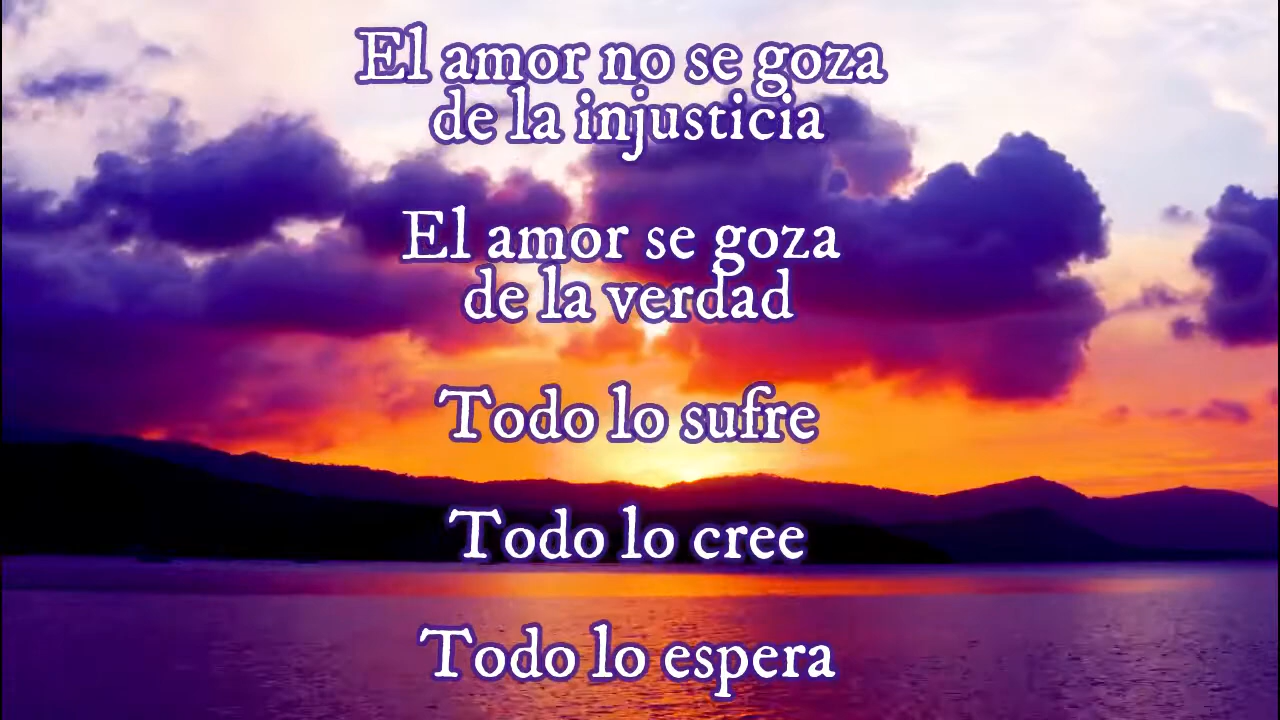 El amor no se goza
de la injusticia
El amor se goza
de la verdad
Todo lo sufre
Todo lo cree
Todo lo espera